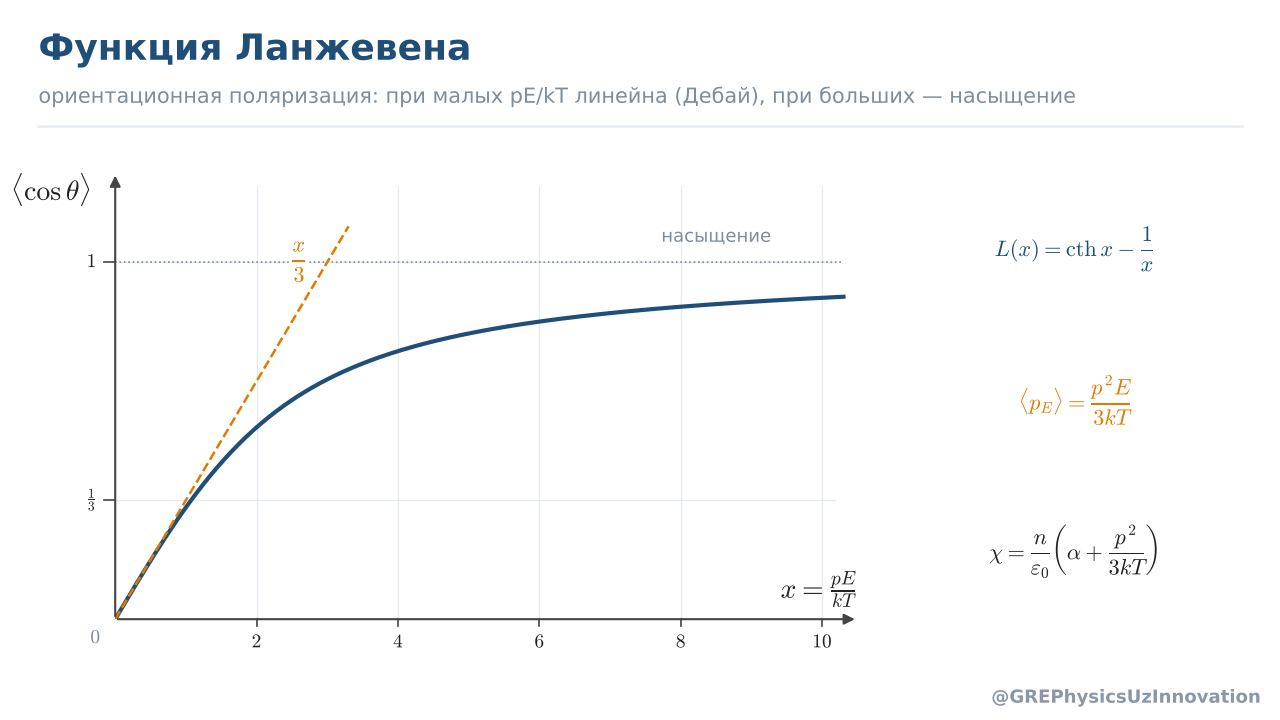 Функция Ланжевена
ориентационная поляризация: при малых pE/kT линейна (Дебай), при больших — насыщение
⟨cos θ⟩
насыщение
x/3
1
1/3
0
2 4 6 8 10
x = pE/kT
L(x) = cth x − 1/x
⟨p_E⟩ = p²E/3kT
χ = n/ε₀ (α + p²/3kT)
@GREPhysicsUzInnovation